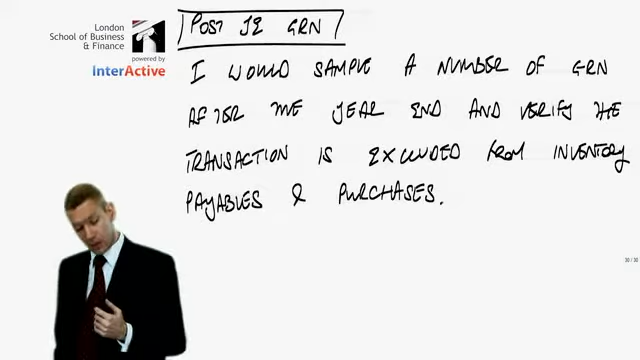 London
School of Business
& Finance
powered by
InterActive
POST YE GRN
I WOULD SAMPLE A NUMBER OF GRN
AFTER THE YEAR END AND VERIFY THE
TRANSACTION IS EXCLUDED FROM INVENTORY
PAYABLES & PURCHASES.
30 / 30